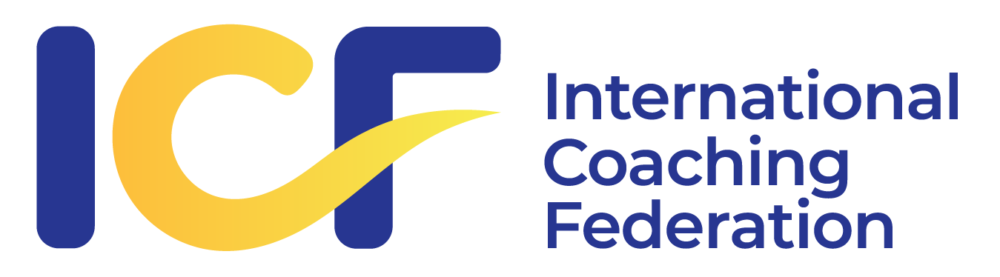 ICF
International
Coaching
Federation